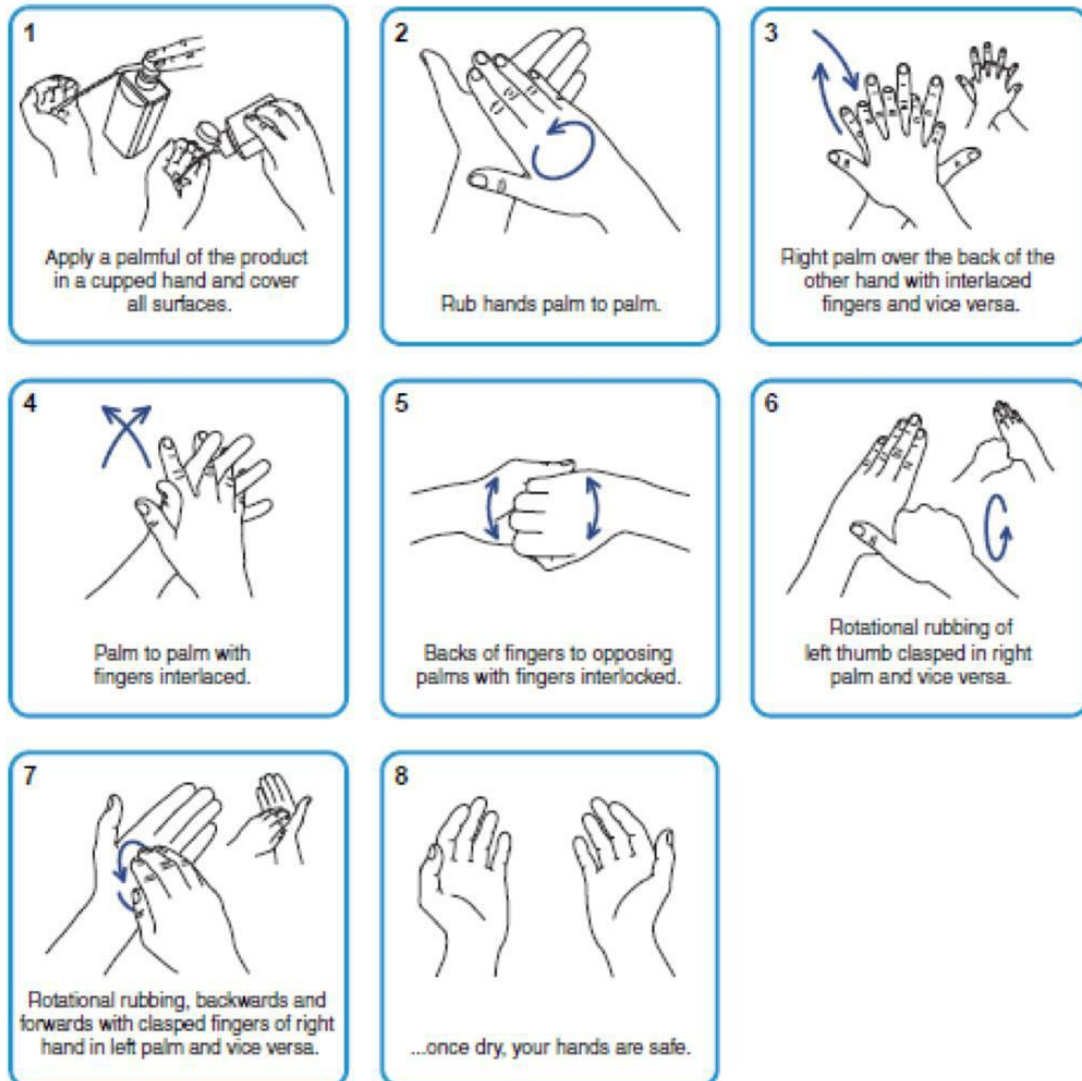 1
Apply a palmful of the product
in a cupped hand and cover
all surfaces.
2
Rub hands palm to palm.
3
Right palm over the back of the
other hand with interlaced
fingers and vice versa.
4
Palm to palm with
fingers interlaced.
5
Backs of fingers to opposing
palms with fingers interlocked.
6
Rotational rubbing of
left thumb clasped in right
palm and vice versa.
7
Rotational rubbing, backwards and
forwards with clasped fingers of right
hand in left palm and vice versa.
8
...once dry, your hands are safe.